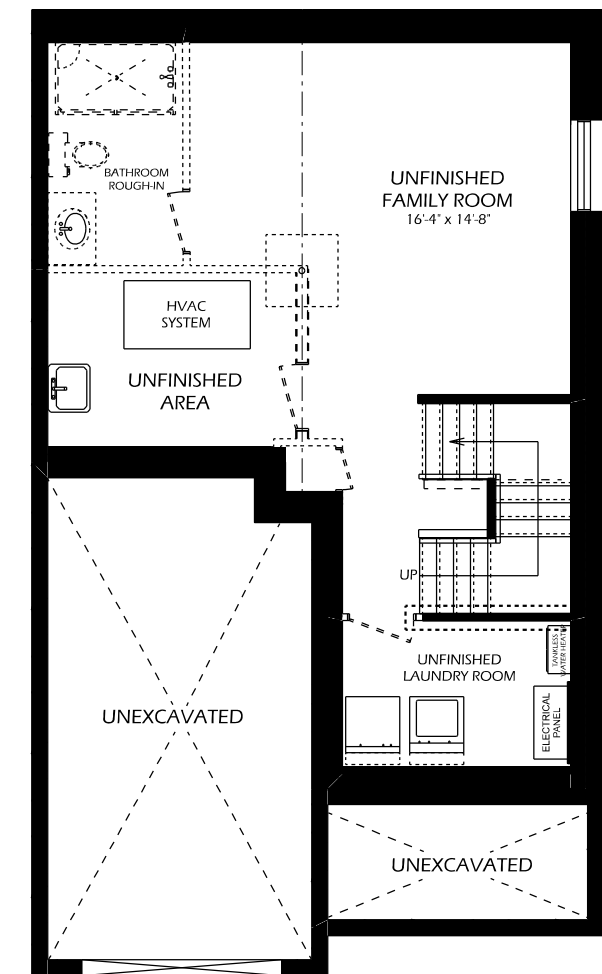 BATHROOM
ROUGH-IN
UNFINISHED
FAMILY ROOM
16'-4" x 14'-8"
HVAC
SYSTEM
UNFINISHED
AREA
UP
UNFINISHED
LAUNDRY ROOM
TANKLESS
WATER HEATER
ELECTRICAL
PANEL
UNEXCAVATED
UNEXCAVATED